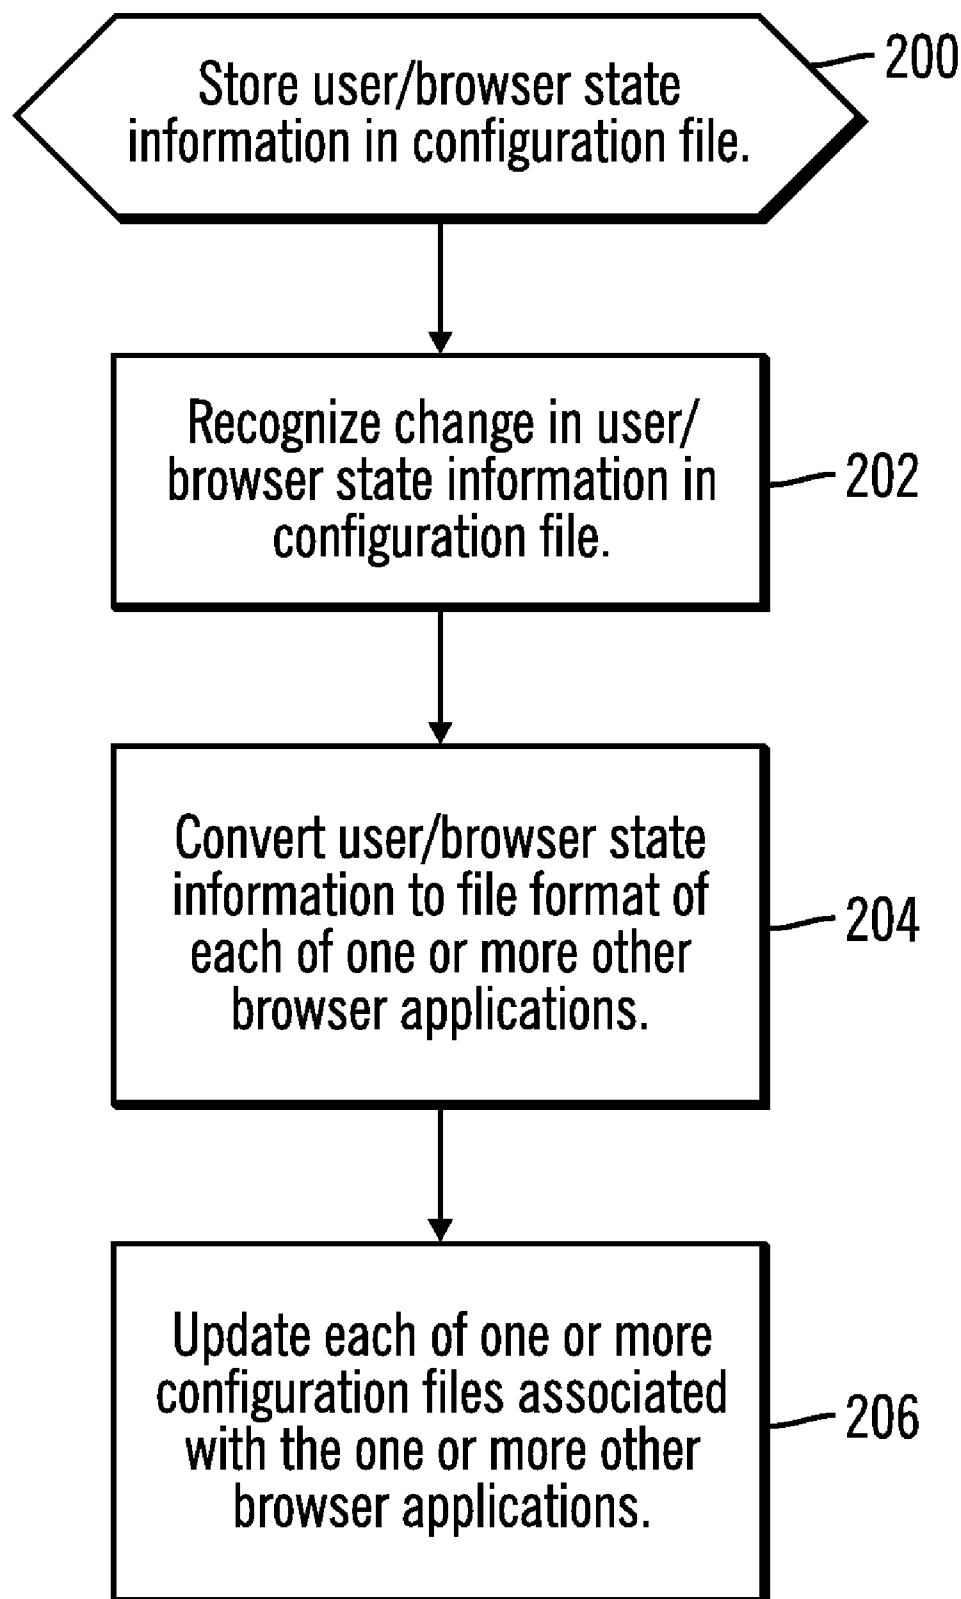 Store user/browser state
information in configuration file.
200
Recognize change in user/
browser state information in
configuration file.
202
Convert user/browser state
information to file format of
each of one or more other
browser applications.
204
Update each of one or more
configuration files associated
with the one or more other
browser applications.
206